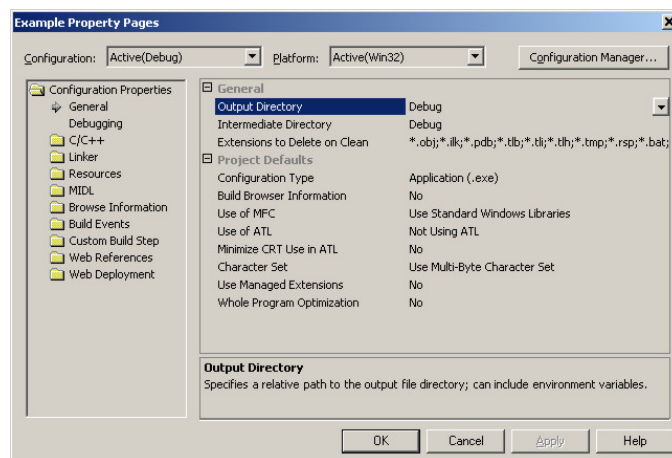 Example Property Pages
Configuration: Active(Debug) Platform: Active(Win32) Configuration Manager...
Configuration Properties
General
Debugging
C/C++
Linker
Resources
MIDL
Browse Information
Build Events
Custom Build Step
Web References
Web Deployment
General
Output Directory Debug
Intermediate Directory Debug
Extensions to Delete on Clean *.obj;*.ilk;*.pdb;*.tlb;*.tli;*.tlh;*.tmp;*.rsp;*.bat;
Project Defaults
Configuration Type Application (.exe)
Build Browser Information No
Use of MFC Use Standard Windows Libraries
Use of ATL Not Using ATL
Minimize CRT Use in ATL No
Character Set Use Multi-Byte Character Set
Use Managed Extensions No
Whole Program Optimization No
Output Directory
Specifies a relative path to the output file directory; can include environment variables.
OK Cancel Apply Help